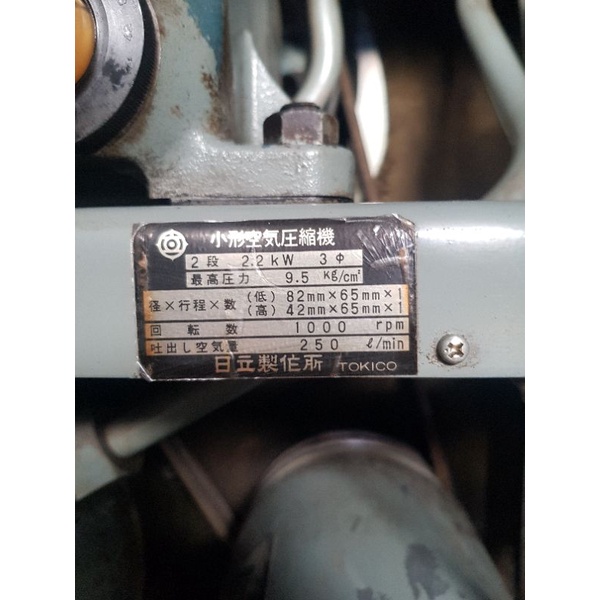 小形空気圧縮機
2段 2.2kW 3Φ
最高圧力 9.5 kg/cm²
径×行程×数 (低) 82mm×65mm×1
(高) 42mm×65mm×1
回転数 1000 rpm
吐出し空気量 250 ℓ/min
日立製作所 TOKICO